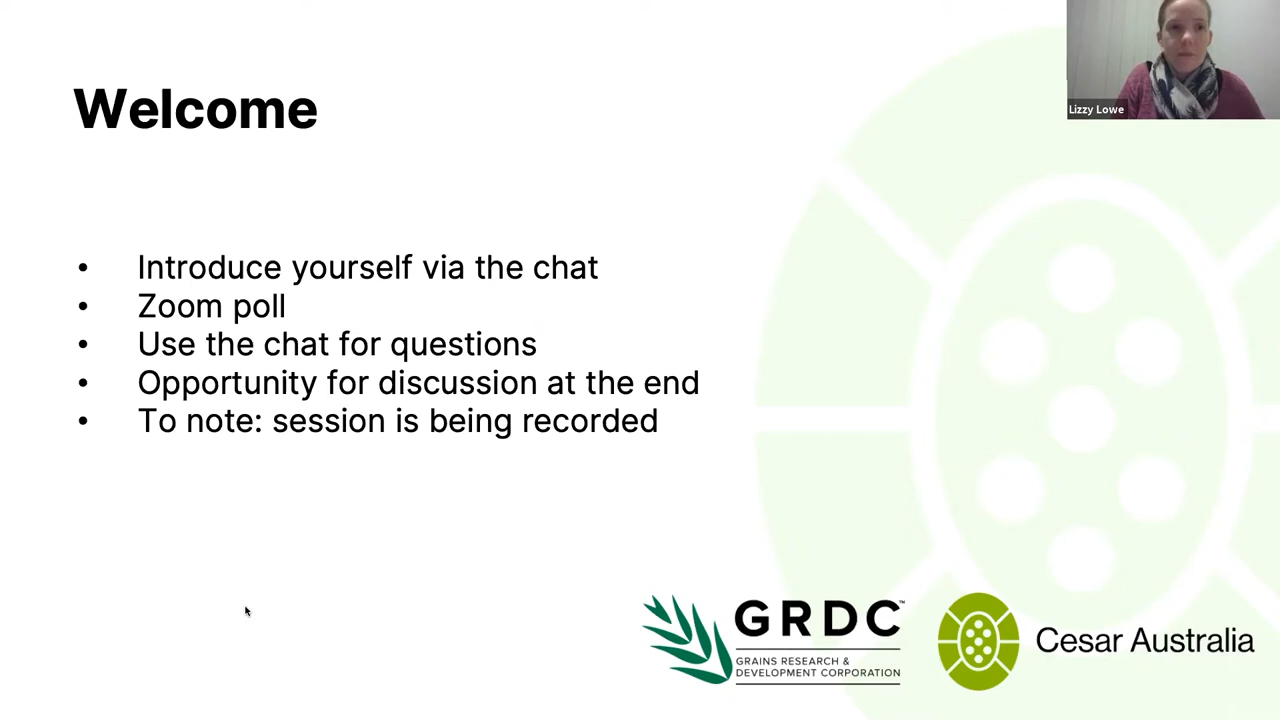 Welcome
Lizzy Lowe
• Introduce yourself via the chat
• Zoom poll
• Use the chat for questions
• Opportunity for discussion at the end
• To note: session is being recorded
GRDC™
GRAINS RESEARCH &
DEVELOPMENT CORPORATION
Cesar Australia